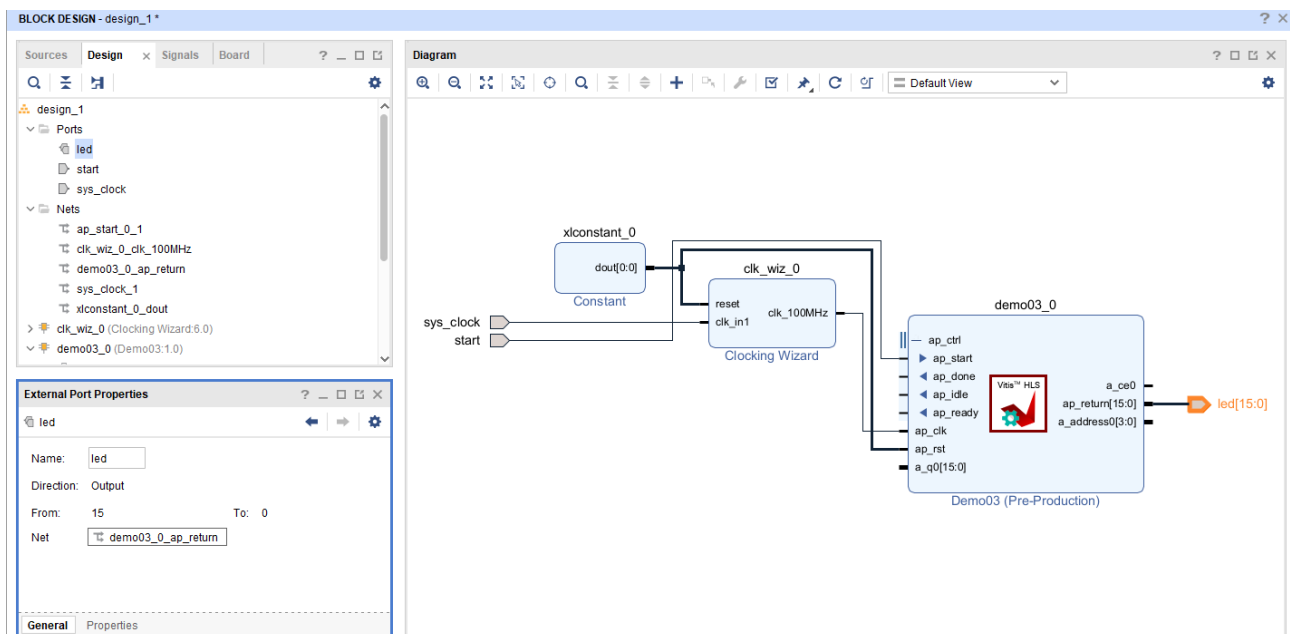 BLOCK DESIGN - design_1 *
Sources Design Signals Board
design_1
Ports
led
start
sys_clock
Nets
ap_start_0_1
clk_wiz_0_clk_100MHz
demo03_0_ap_return
sys_clock_1
xlconstant_0_dout
clk_wiz_0 (Clocking Wizard:6.0)
demo03_0 (Demo03:1.0)
External Port Properties
led
Name: led
Direction: Output
From: 15 To: 0
Net demo03_0_ap_return
General Properties
Diagram
Default View
xlconstant_0
dout[0:0]
Constant
clk_wiz_0
reset
clk_in1
clk_100MHz
Clocking Wizard
sys_clock
start
demo03_0
ap_ctrl
ap_start
ap_done
ap_idle
ap_ready
ap_clk
ap_rst
a_q0[15:0]
Vitis™ HLS
a_ce0
ap_return[15:0]
a_address0[3:0]
Demo03 (Pre-Production)
led[15:0]